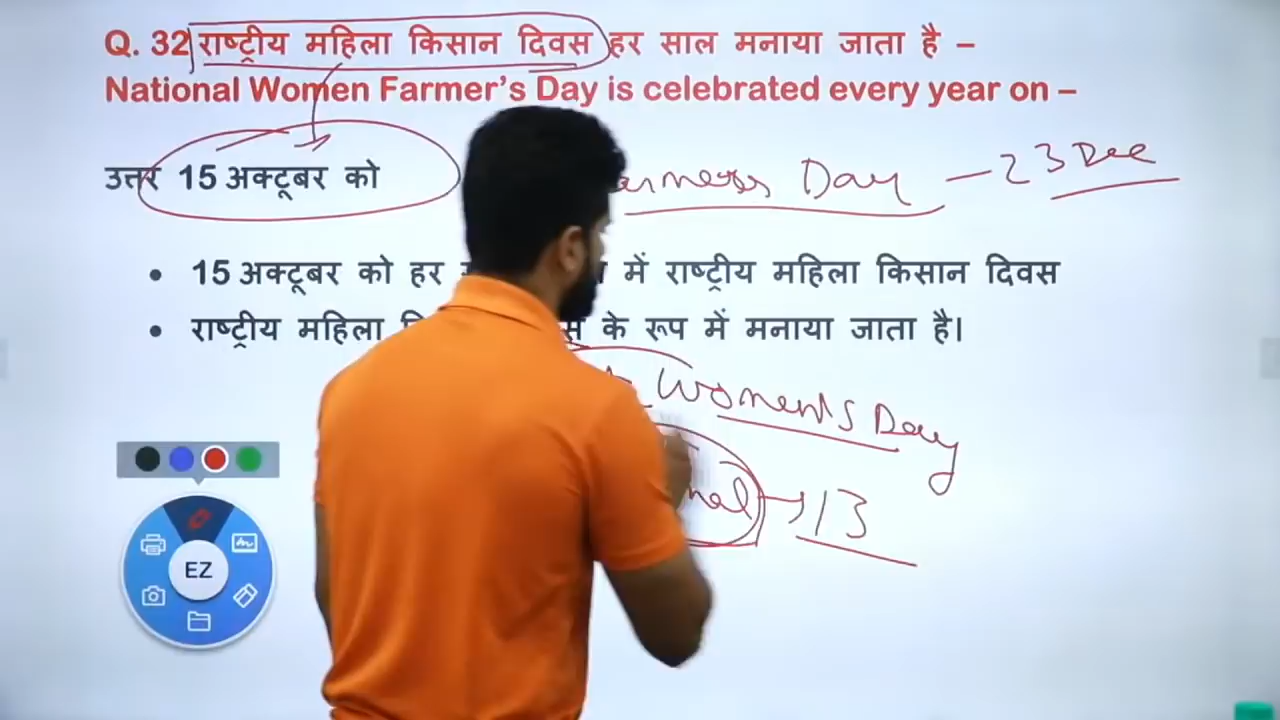 Q. 32 राष्ट्रीय महिला किसान दिवस हर साल मनाया जाता है –
National Women Farmer's Day is celebrated every year on –
उत्तर 15 अक्टूबर को
Day – 23 Dec
15 अक्टूबर को हर में राष्ट्रीय महिला किसान दिवस
राष्ट्रीय महिला के रूप में मनाया जाता है।
Women's Day
13
EZ